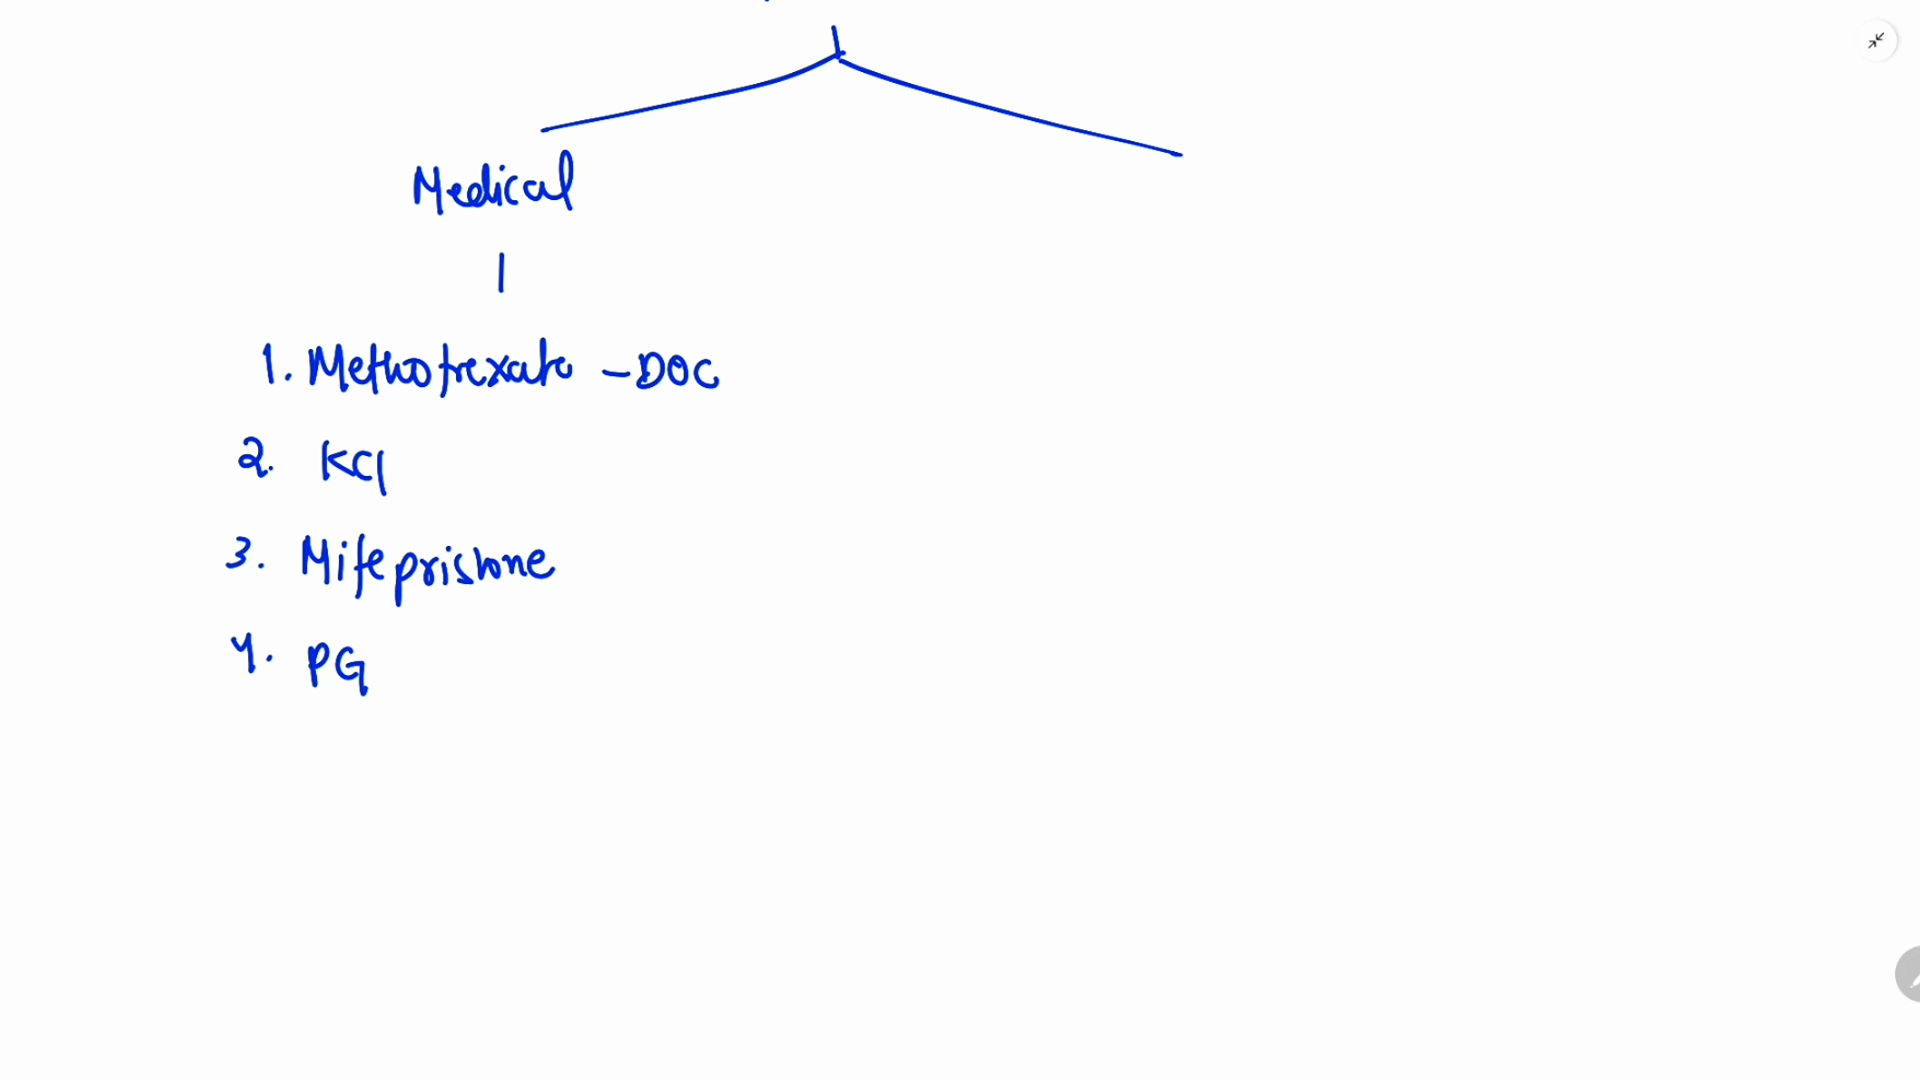 Medical
1. Methotrexate - DOC
2. KCl
3. Mifepristone
4. PG